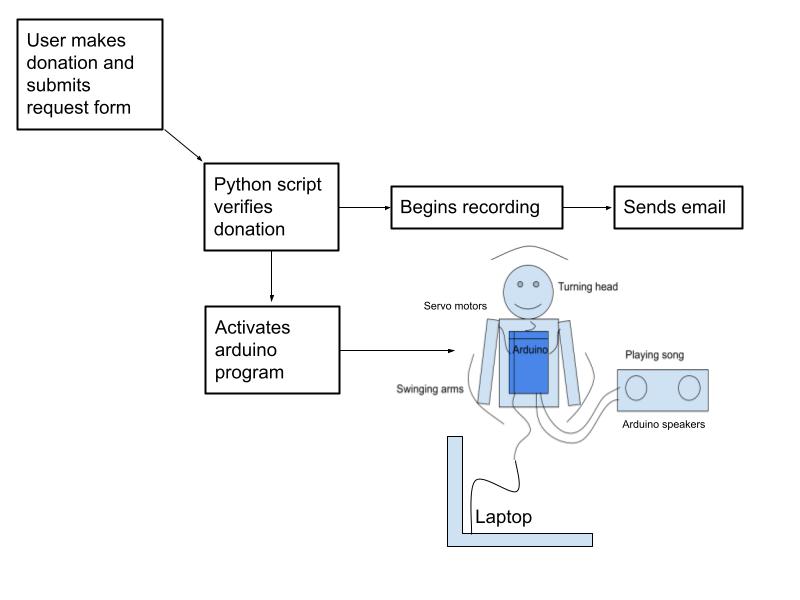 User makes
donation and
submits
request form
Python script
verifies
donation
Begins recording
Sends email
Activates
arduino
program
Turning head
Servo motors
Arduino
Swinging arms
Playing song
Arduino speakers
Laptop